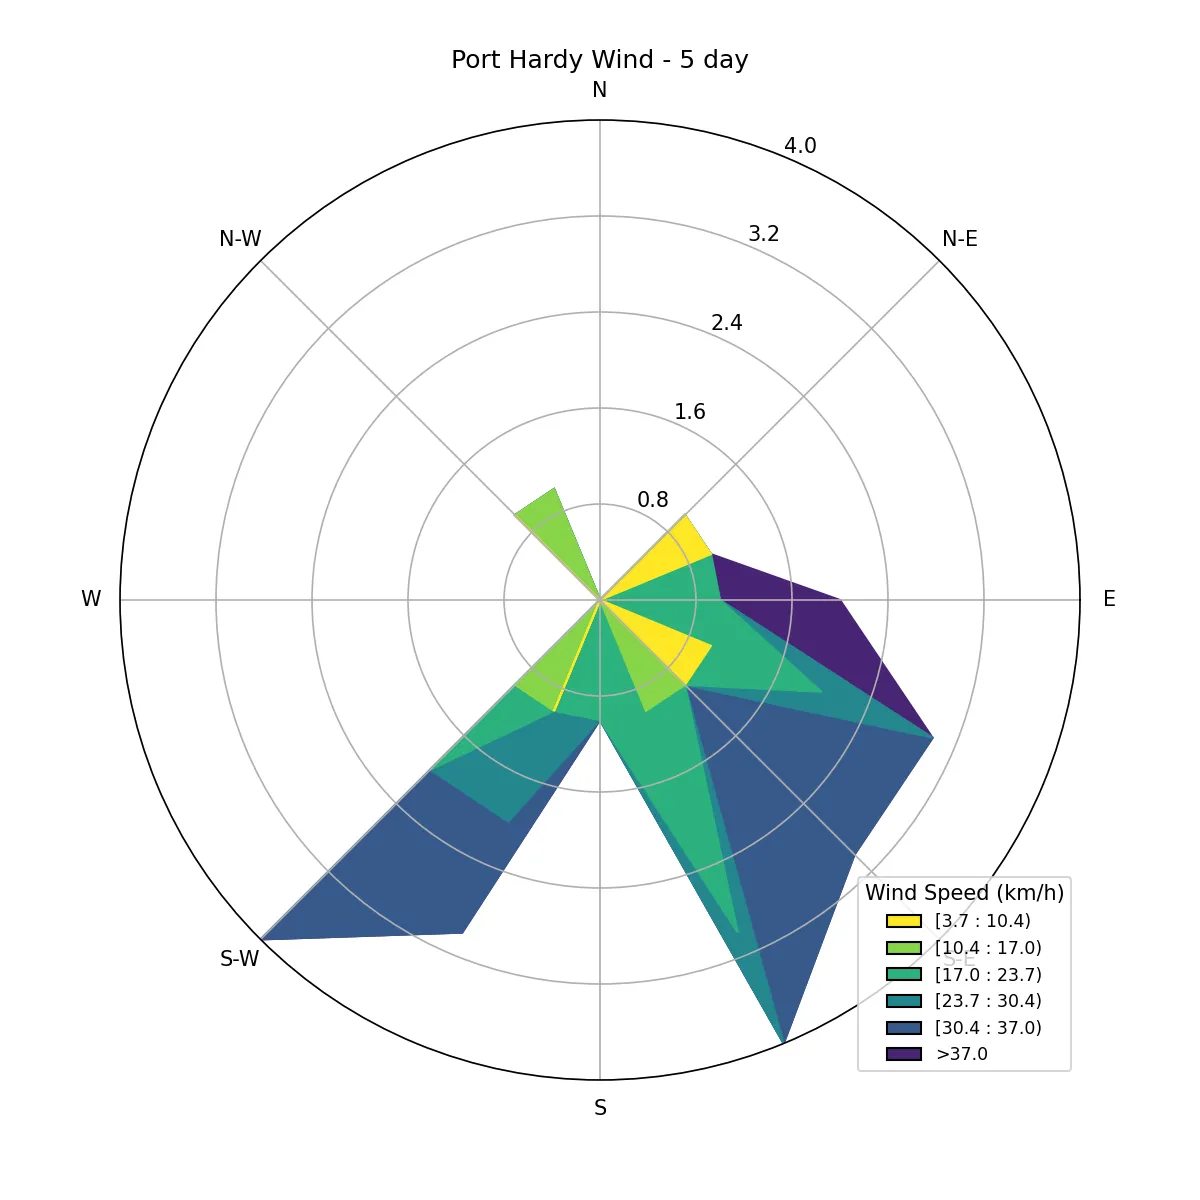 Port Hardy Wind - 5 day
N
4.0
N-W
3.2
N-E
2.4
1.6
0.8
W
E
Wind Speed (km/h)
[3.7 : 10.4)
[10.4 : 17.0)
S-W
S-E
[17.0 : 23.7)
[23.7 : 30.4)
[30.4 : 37.0)
>37.0
S